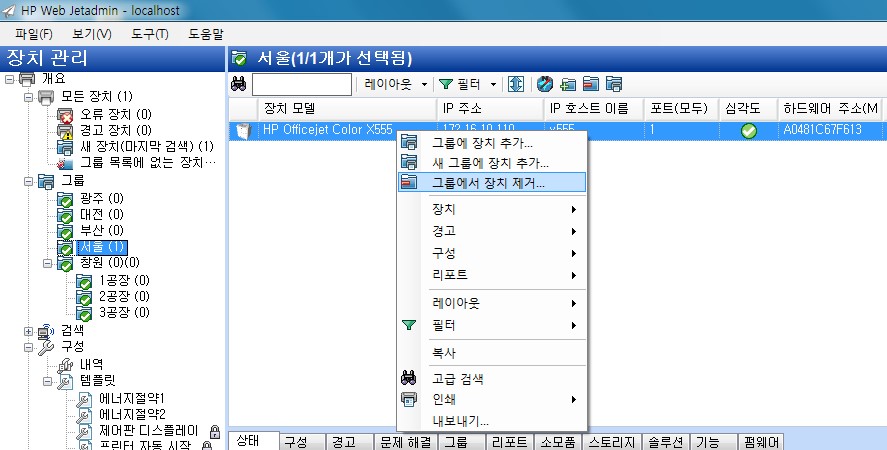 HP Web Jetadmin - localhost
파일(F) 보기(V) 도구(T) 도움말
장치 관리
개요
모든 장치 (1)
오류 장치 (0)
경고 장치 (0)
새 장치(마지막 검색) (1)
그룹 목록에 없는 장치...
그룹
광주 (0)
대전 (0)
부산 (0)
서울 (1)
창원 (0)(0)
1공장 (0)
2공장 (0)
3공장 (0)
검색
구성
내역
템플릿
에너지절약1
에너지절약2
제어판 디스플레이
프린터 자동 시작
서울(1/1개가 선택됨)
레이아웃 필터
장치 모델 IP 주소 IP 호스트 이름 포트(모두) 심각도 하드웨어 주소(M
HP Officejet Color X555 172.16.10.110 x555 1 A0481C67F613
그룹에 장치 추가...
새 그룹에 장치 추가...
그룹에서 장치 제거...
장치
경고
구성
리포트
레이아웃
필터
복사
고급 검색
인쇄
내보내기...
상태 구성 경고 문제 해결 그룹 리포트 소모품 스토리지 솔루션 기능 펌웨어